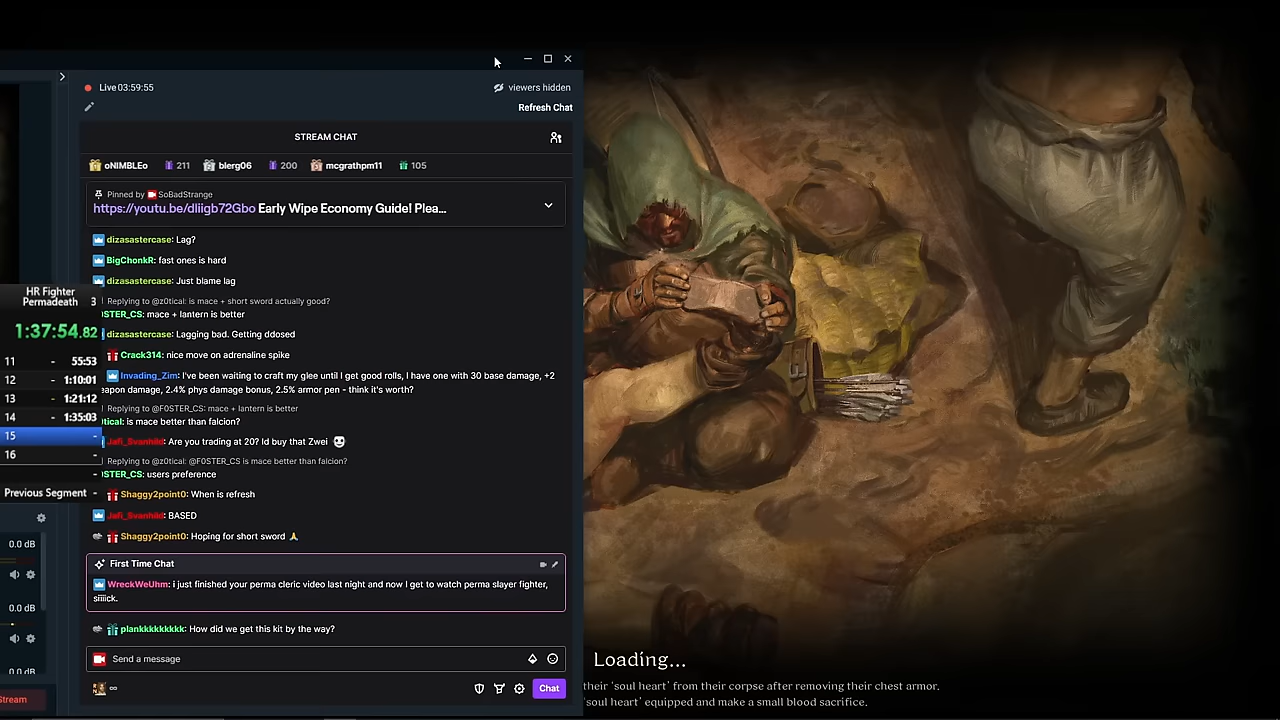 Live 03:59:55
viewers hidden
Refresh Chat
STREAM CHAT
oNIMBLEo 211 blerg06 200 mcgrathpm11 105
Pinned by SoBadStrange
https://youtu.be/dliigb72Gbo Early Wipe Economy Guide! Plea...
dizasastercase: Lag?
BigChonkR: fast ones is hard
dizasastercase: Just blame lag
Replying to @z0tical: is mace + short sword actually good?
0STER_CS: mace + lantern is better
dizasastercase: Lagging bad. Getting ddosed
Crack314: nice move on adrenaline spike
Invading_Zim: I've been waiting to craft my glee until I get good rolls, I have one with 30 base damage, +2
eapon damage, 2.4% phys damage bonus, 2.5% armor pen - think it's worth?
Replying to @F0STER_CS: mace + lantern is better
tical: is mace better than falcion?
Jafi_Svanhild: Are you trading at 20? Id buy that Zwei
Replying to @z0tical: @F0STER_CS is mace better than falcion?
0STER_CS: users preference
Shaggy2point0: When is refresh
Jafi_Svanhild: BASED
Shaggy2point0: Hoping for short sword 🙏
First Time Chat
WreckWeUhm: i just finished your perma cleric video last night and now I get to watch perma slayer fighter,
siiiick.
plankkkkkkkkk: How did we get this kit by the way?
Send a message
Chat
HR Fighter
Permadeath 3
1:37:54.82
11 - 55:53
12 - 1:10:01
13 - 1:21:12
14 - 1:35:03
15 -
16 -
-
Previous Segment -
0.0 dB
0.0 dB
0.0 dB
Stream
Loading...
their 'soul heart' from their corpse after removing their chest armor.
'soul heart' equipped and make a small blood sacrifice.